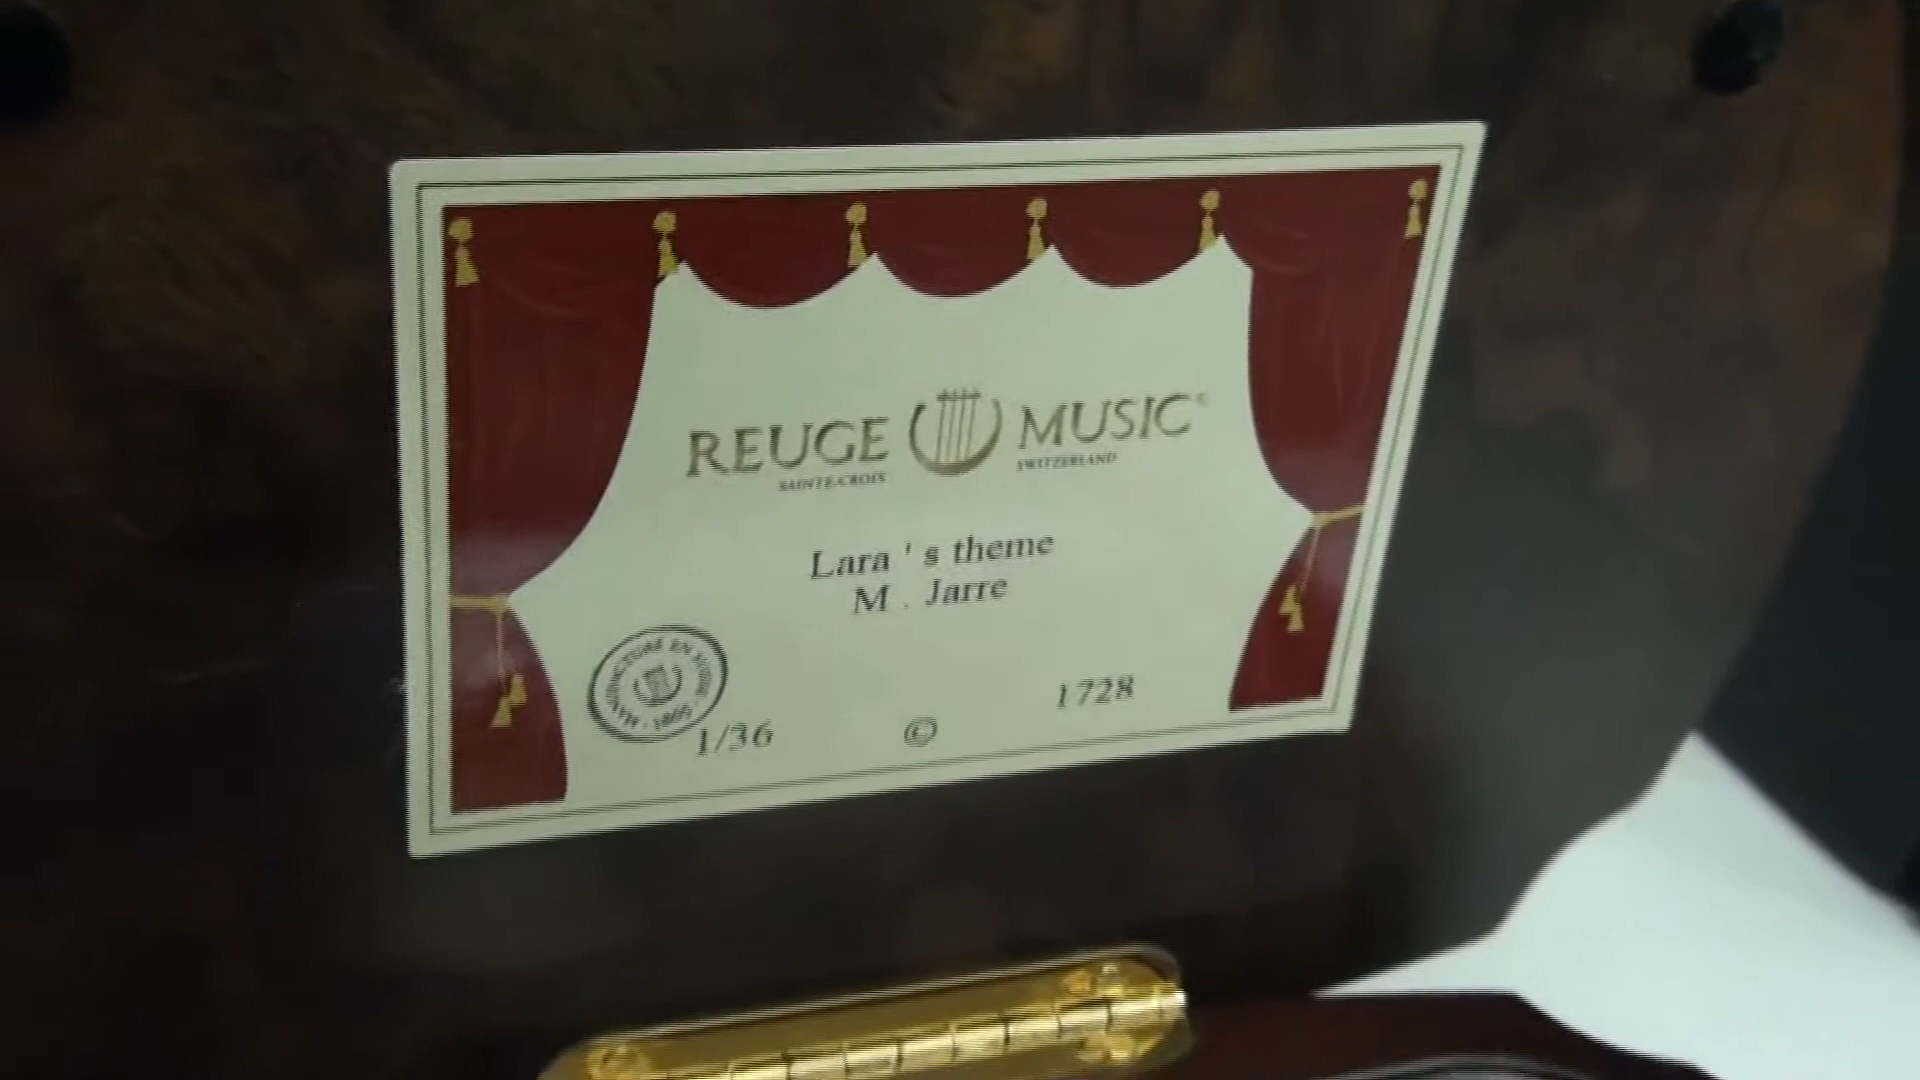 REUGE MUSIC
SAINTE-CROIX SWITZERLAND
Lara ' s theme
M . Jarre
1/36 © 1728